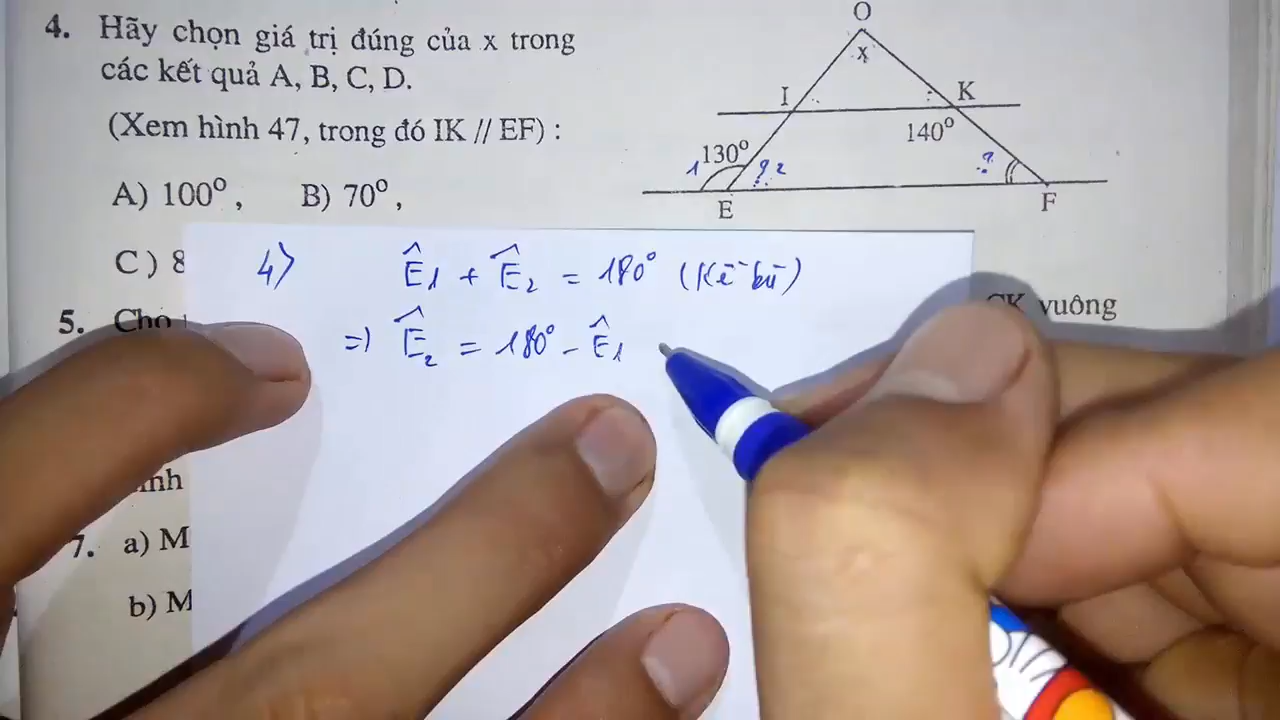 4. Hãy chọn giá trị đúng của x trong
các kết quả A, B, C, D.
(Xem hình 47, trong đó IK // EF) :
A) 100°, B) 70°,
C) 8
5. Cho
CK vuông
7. a) M
b) M
O
x
I
K
140°
1 130° ? 2
?
E
F
4)
Ê1 + Ê2 = 180° (Kề bù)
=) Ê2 = 180° - Ê1